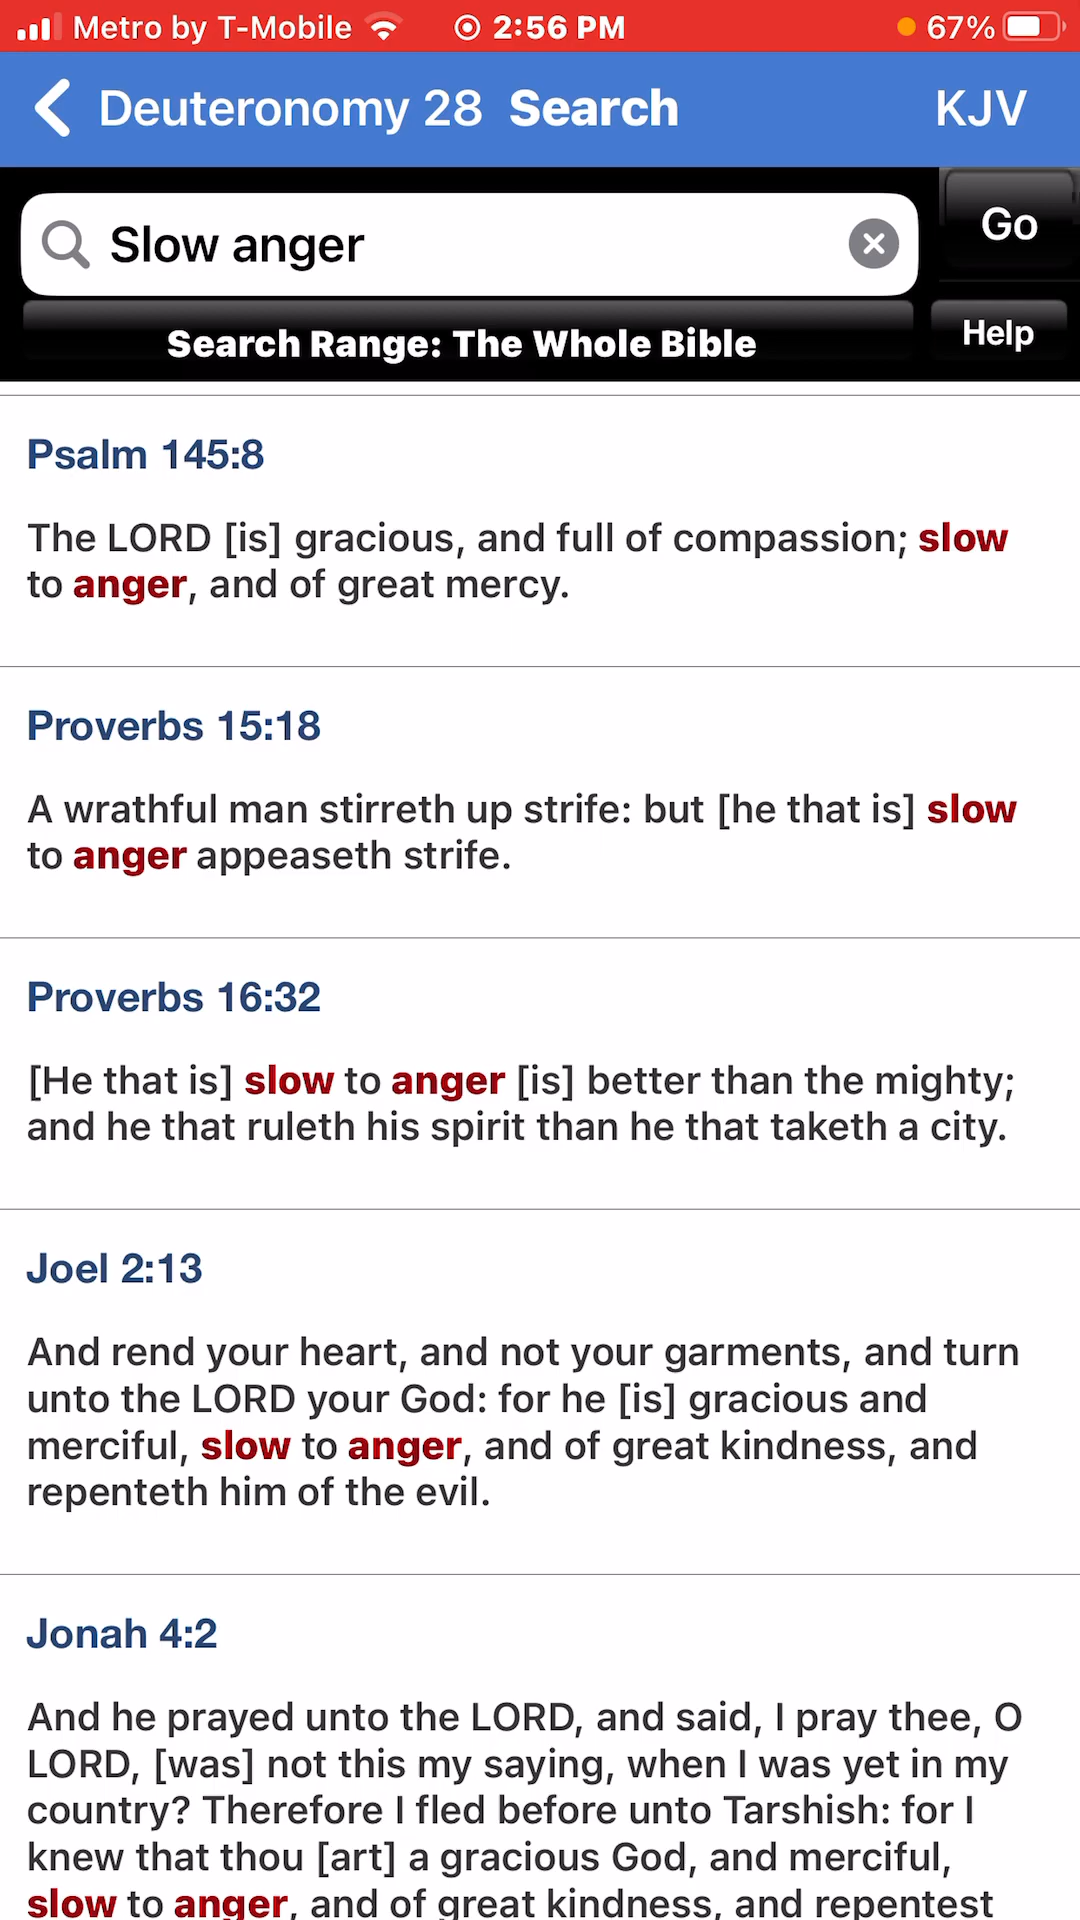 Metro by T-Mobile 2:56 PM 67%
Deuteronomy 28 Search KJV
Slow anger
Go
Search Range: The Whole Bible
Help
Psalm 145:8
The LORD [is] gracious, and full of compassion; slow
to anger, and of great mercy.
Proverbs 15:18
A wrathful man stirreth up strife: but [he that is] slow
to anger appeaseth strife.
Proverbs 16:32
[He that is] slow to anger [is] better than the mighty;
and he that ruleth his spirit than he that taketh a city.
Joel 2:13
And rend your heart, and not your garments, and turn
unto the LORD your God: for he [is] gracious and
merciful, slow to anger, and of great kindness, and
repenteth him of the evil.
Jonah 4:2
And he prayed unto the LORD, and said, I pray thee, O
LORD, [was] not this my saying, when I was yet in my
country? Therefore I fled before unto Tarshish: for I
knew that thou [art] a gracious God, and merciful,
slow to anger, and of great kindness, and repentest